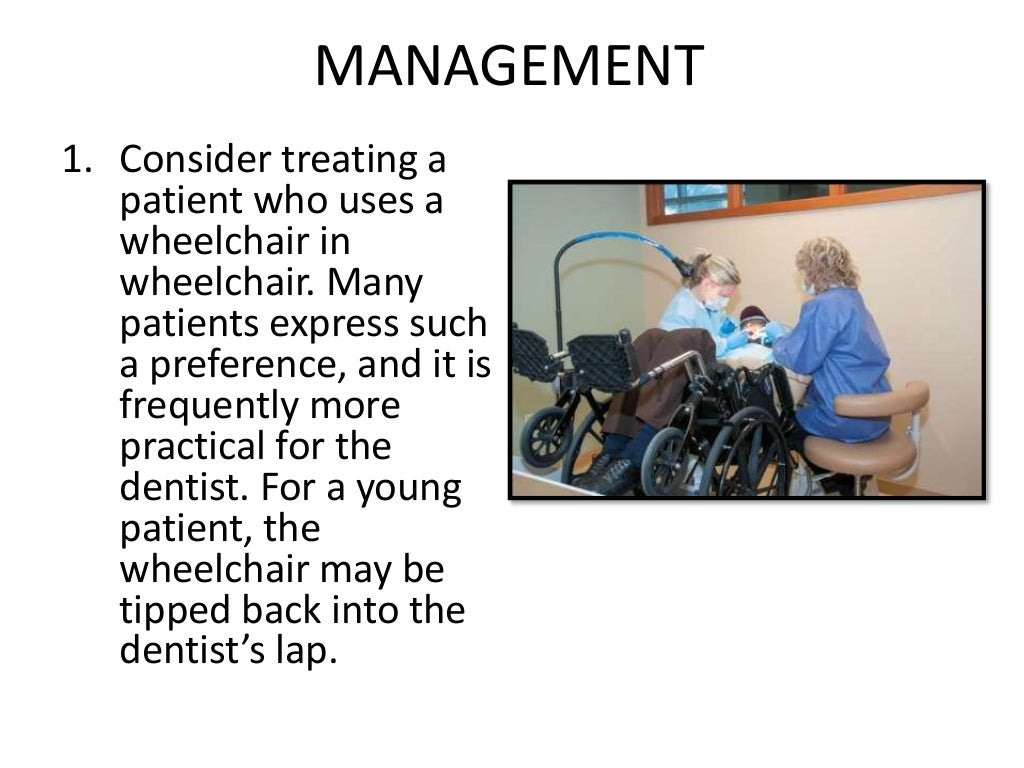 MANAGEMENT
1. Consider treating a
patient who uses a
wheelchair in
wheelchair. Many
patients express such
a preference, and it is
frequently more
practical for the
dentist. For a young
patient, the
wheelchair may be
tipped back into the
dentist’s lap.